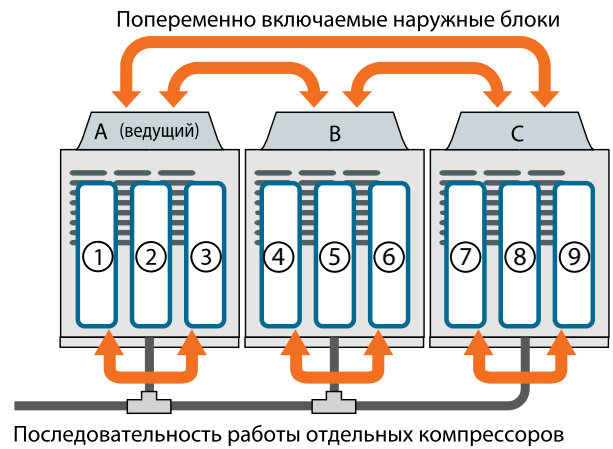 Попеременно включаемые наружные блоки
А (ведущий) В С
1 2 3 4 5 6 7 8 9
Последовательность работы отдельных компрессоров